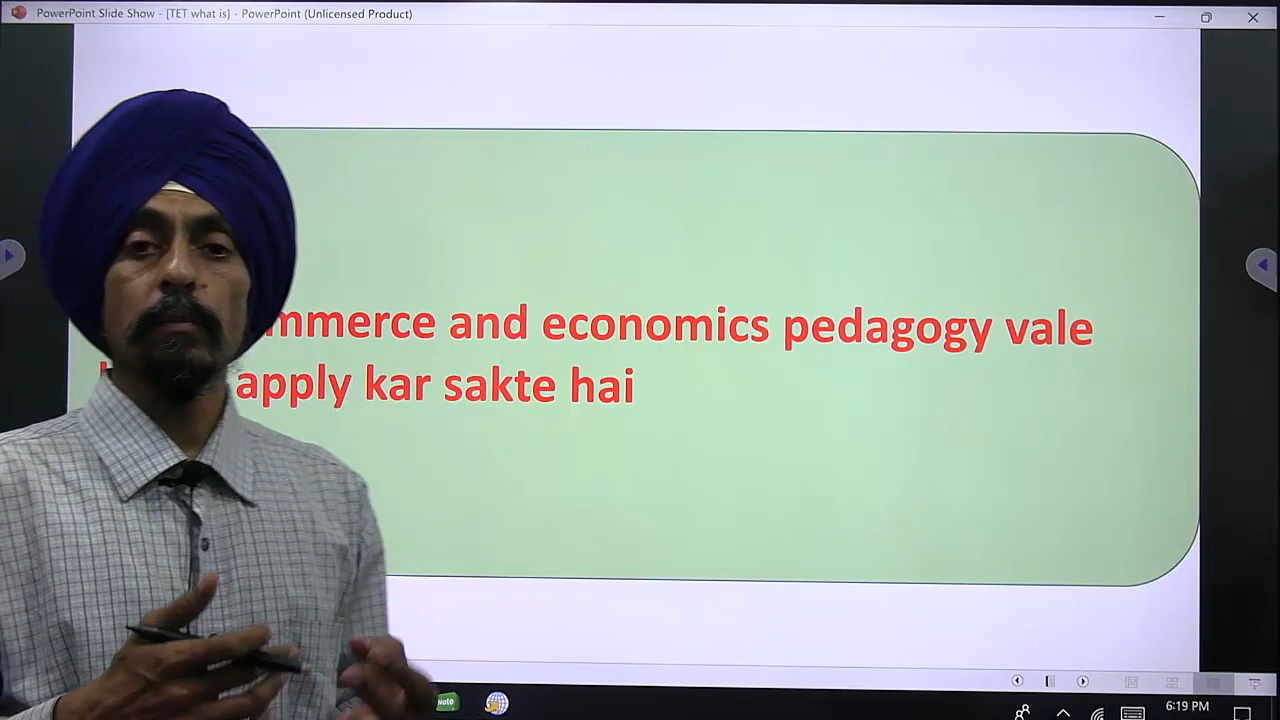 PowerPoint Slide Show - [TET what is] - PowerPoint (Unlicensed Product)
and economics pedagogy vale
apply kar sakte hai
Note
6:19 PM